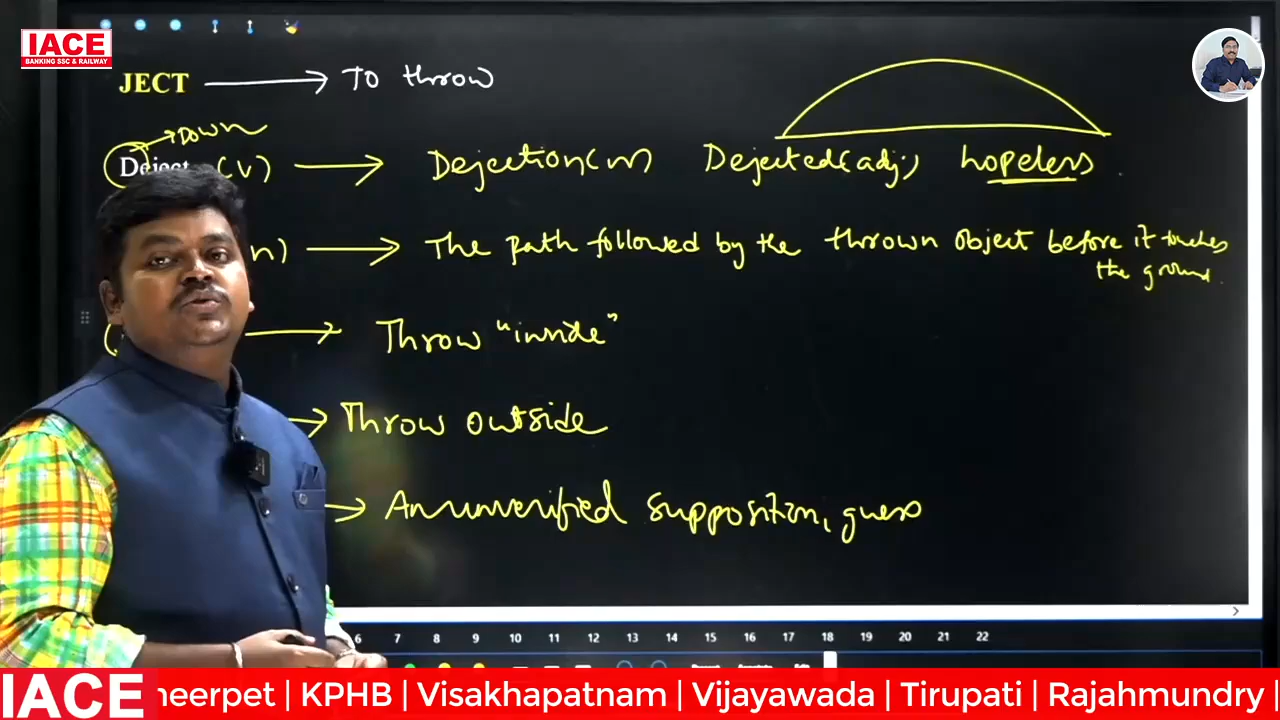 IACE
BANKING SSC & RAILWAY
JECT → To throw
Down
Deject (v) → Dejection(n) Dejected(adj) hopeless
n) → The path followed by the thrown object before it touches
the ground.
→ Throw "inside"
→ Throw outside
→ An unverified supposition, guess
6 7 8 9 10 11 12 13 14 15 16 17 18 19 20 21 22
IACE heerpet | KPHB | Visakhapatnam | Vijayawada | Tirupati | Rajahmundry |